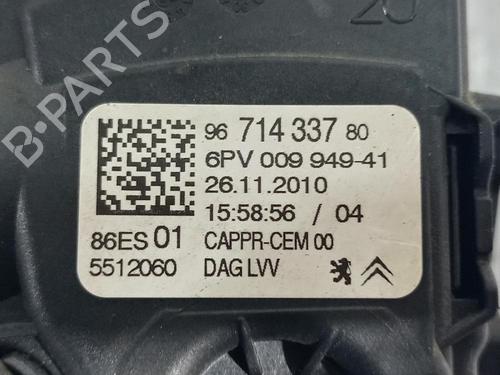 20
96 714 337 80
6PV 009 949-41
26.11.2010
15:58:56 / 04
86ES 01 CAPPR-CEM 00
5512060 DAG LVV
B-PARTS